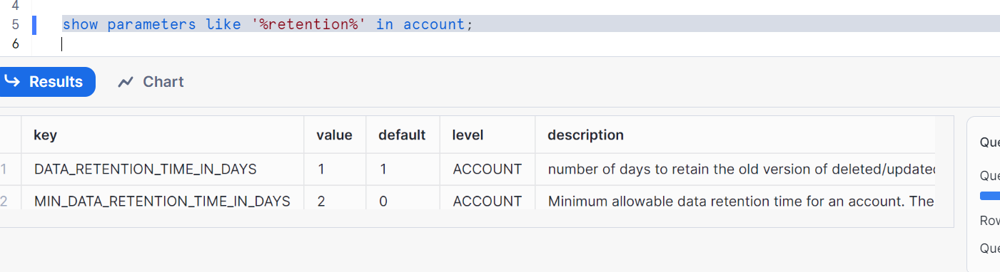 4
5 show parameters like '%retention%' in account;
6
Results Chart
key value default level description
1 DATA_RETENTION_TIME_IN_DAYS 1 1 ACCOUNT number of days to retain the old version of deleted/updated
2 MIN_DATA_RETENTION_TIME_IN_DAYS 2 0 ACCOUNT Minimum allowable data retention time for an account. The
Que
Que
Row
Que